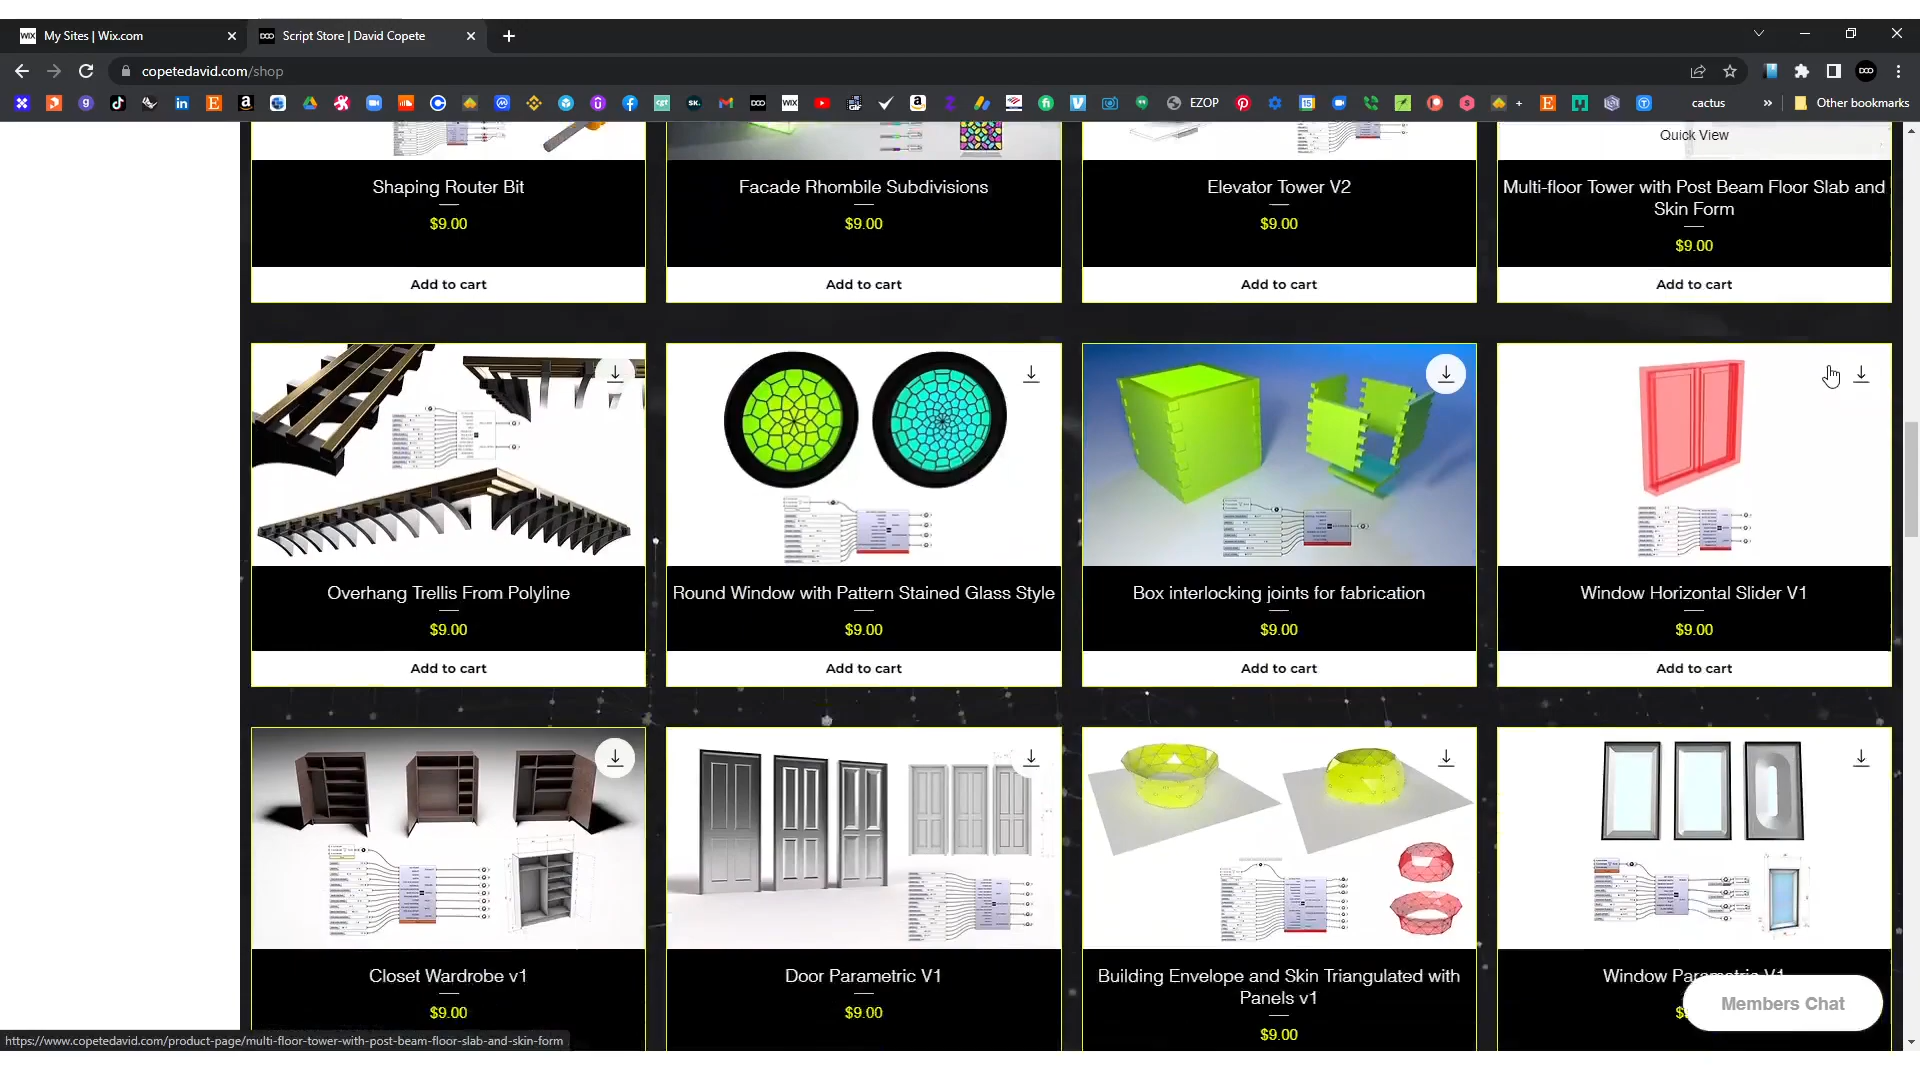 My Sites | Wix.com
Script Store | David Copete
copetedavid.com/shop
EZOP
cactus
Other bookmarks
Quick View
Shaping Router Bit
$9.00
Add to cart
Facade Rhombile Subdivisions
$9.00
Add to cart
Elevator Tower V2
$9.00
Add to cart
Multi-floor Tower with Post Beam Floor Slab and
Skin Form
$9.00
Add to cart
Overhang Trellis From Polyline
$9.00
Add to cart
Round Window with Pattern Stained Glass Style
$9.00
Add to cart
Box interlocking joints for fabrication
$9.00
Add to cart
Window Horizontal Slider V1
$9.00
Add to cart
Closet Wardrobe v1
$9.00
Door Parametric V1
$9.00
Building Envelope and Skin Triangulated with
Panels v1
$9.00
Window Parametric V1
Members Chat
https://www.copetedavid.com/product-page/multi-floor-tower-with-post-beam-floor-slab-and-skin-form